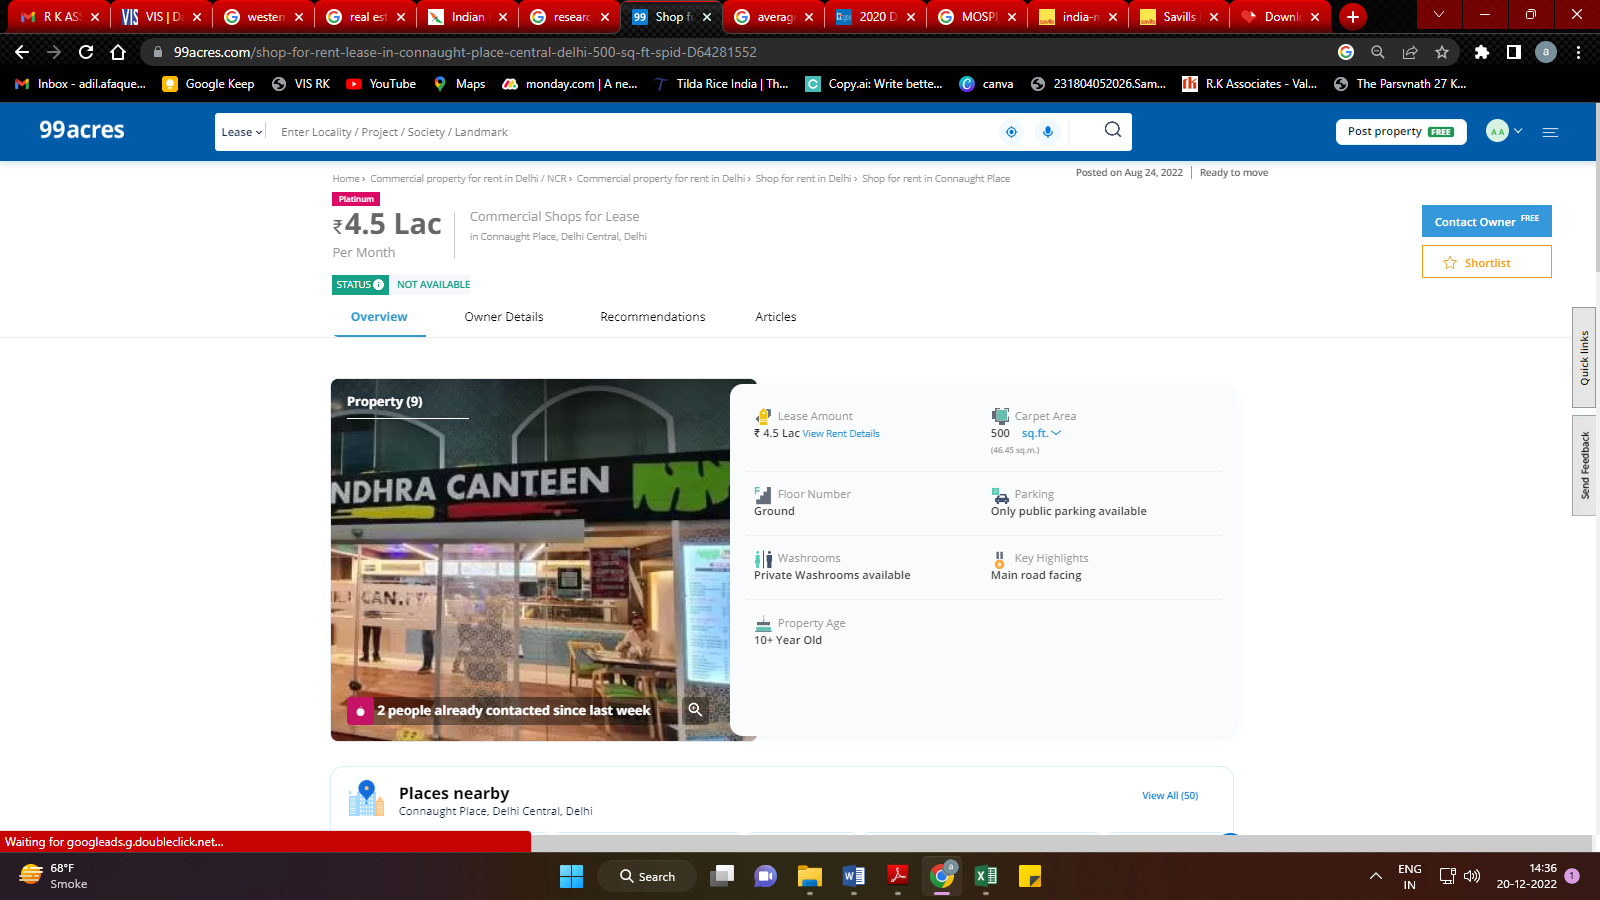 R K AS
VIS | Da
western
real est
Indian
researc
Shop f
averag
2020 D
MOSPI
india-m
Savills
Downl
99acres.com/shop-for-rent-lease-in-connaught-place-central-delhi-500-sq-ft-spid-D64281552
Inbox - adil.afaque...
Google Keep
VIS RK
YouTube
Maps
monday.com | A ne...
Tilda Rice India | Th...
Copy.ai: Write bette...
canva
231804052026.Sam...
R.K Associates - Val...
The Parsvnath 27 K...
99acres
Lease
Enter Locality / Project / Society / Landmark
Post property FREE
AA
Home› Commercial property for rent in Delhi / NCR› Commercial property for rent in Delhi› Shop for rent in Delhi› Shop for rent in Connaught Place
Posted on Aug 24, 2022 | Ready to move
Platinum
₹4.5 Lac
Per Month
Commercial Shops for Lease
in Connaught Place, Delhi Central, Delhi
Contact Owner FREE
Shortlist
STATUS NOT AVAILABLE
Overview
Owner Details
Recommendations
Articles
Quick links
Send Feedback
Property (9)
NDHRA CANTEEN
2 people already contacted since last week
Lease Amount
₹ 4.5 Lac View Rent Details
Carpet Area
500 sq.ft.
(46.45 sq.m.)
Floor Number
Ground
Parking
Only public parking available
Washrooms
Private Washrooms available
Key Highlights
Main road facing
Property Age
10+ Year Old
Places nearby
Connaught Place, Delhi Central, Delhi
View All (50)
Waiting for googleads.g.doubleclick.net...
68°F
Smoke
Search
ENG
IN
14:36
20-12-2022
1